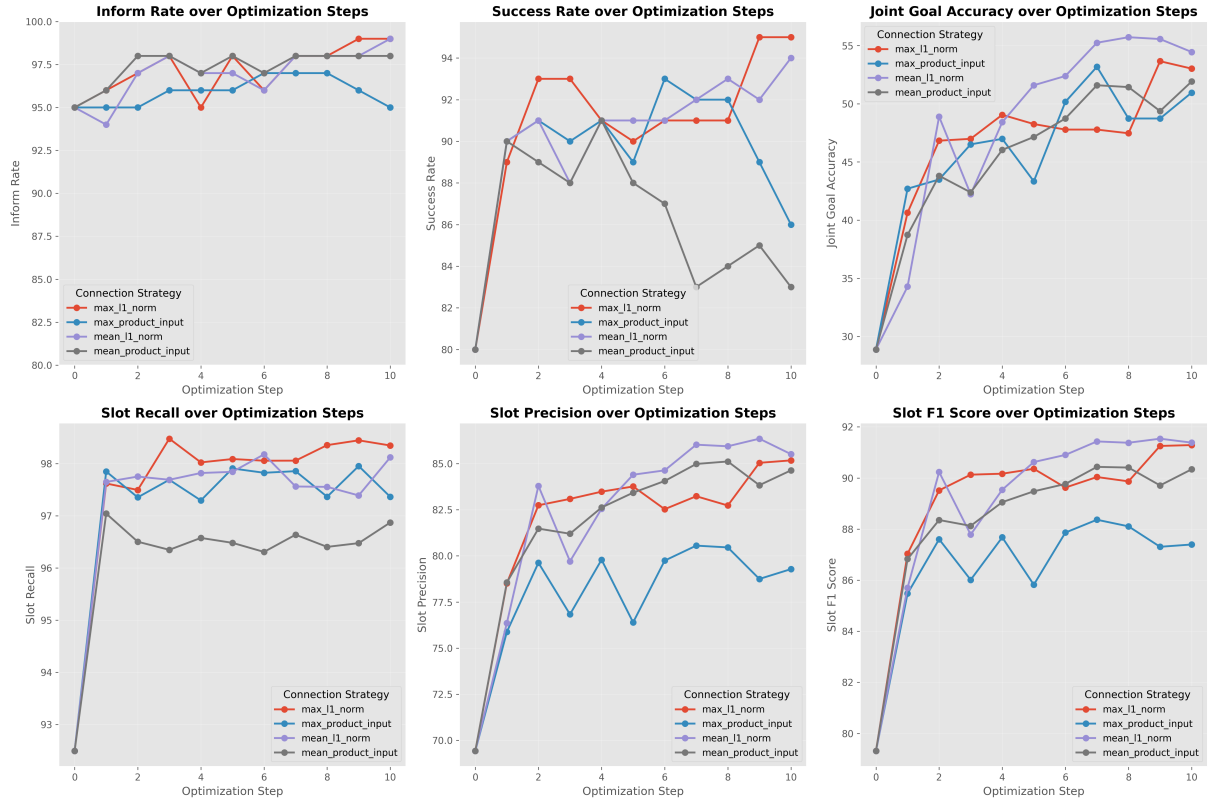 Inform Rate over Optimization Steps
100.0
97.5
95.0
92.5
90.0
87.5
85.0
82.5
80.0
Inform Rate
Connection Strategy
max_l1_norm
max_product_input
mean_l1_norm
mean_product_input
0 2 4 6 8 10
Optimization Step
Success Rate over Optimization Steps
94
92
90
88
86
84
82
80
Success Rate
Connection Strategy
max_l1_norm
max_product_input
mean_l1_norm
mean_product_input
0 2 4 6 8 10
Optimization Step
Joint Goal Accuracy over Optimization Steps
Connection Strategy
max_l1_norm
max_product_input
mean_l1_norm
mean_product_input
55
50
45
40
35
30
Joint Goal Accuracy
0 2 4 6 8 10
Optimization Step
Slot Recall over Optimization Steps
98
97
96
95
94
93
Slot Recall
Connection Strategy
max_l1_norm
max_product_input
mean_l1_norm
mean_product_input
0 2 4 6 8 10
Optimization Step
Slot Precision over Optimization Steps
85.0
82.5
80.0
77.5
75.0
72.5
70.0
Slot Precision
Connection Strategy
max_l1_norm
max_product_input
mean_l1_norm
mean_product_input
0 2 4 6 8 10
Optimization Step
Slot F1 Score over Optimization Steps
92
90
88
86
84
82
80
Slot F1 Score
Connection Strategy
max_l1_norm
max_product_input
mean_l1_norm
mean_product_input
0 2 4 6 8 10
Optimization Step